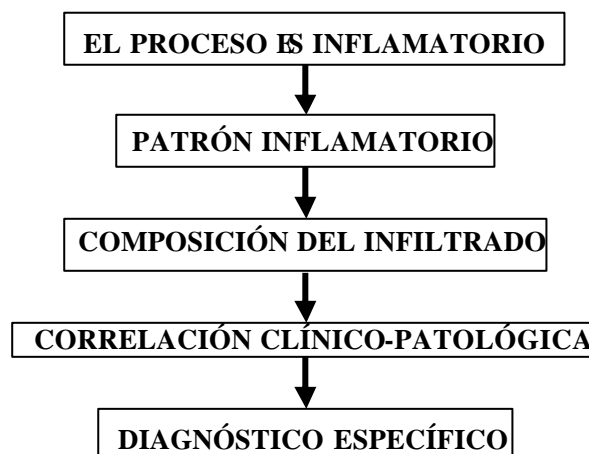 EL PROCESO ES INFLAMATORIO
PATRÓN INFLAMATORIO
COMPOSICIÓN DEL INFILTRADO
CORRELACIÓN CLÍNICO-PATOLÓGICA
DIAGNÓSTICO ESPECÍFICO